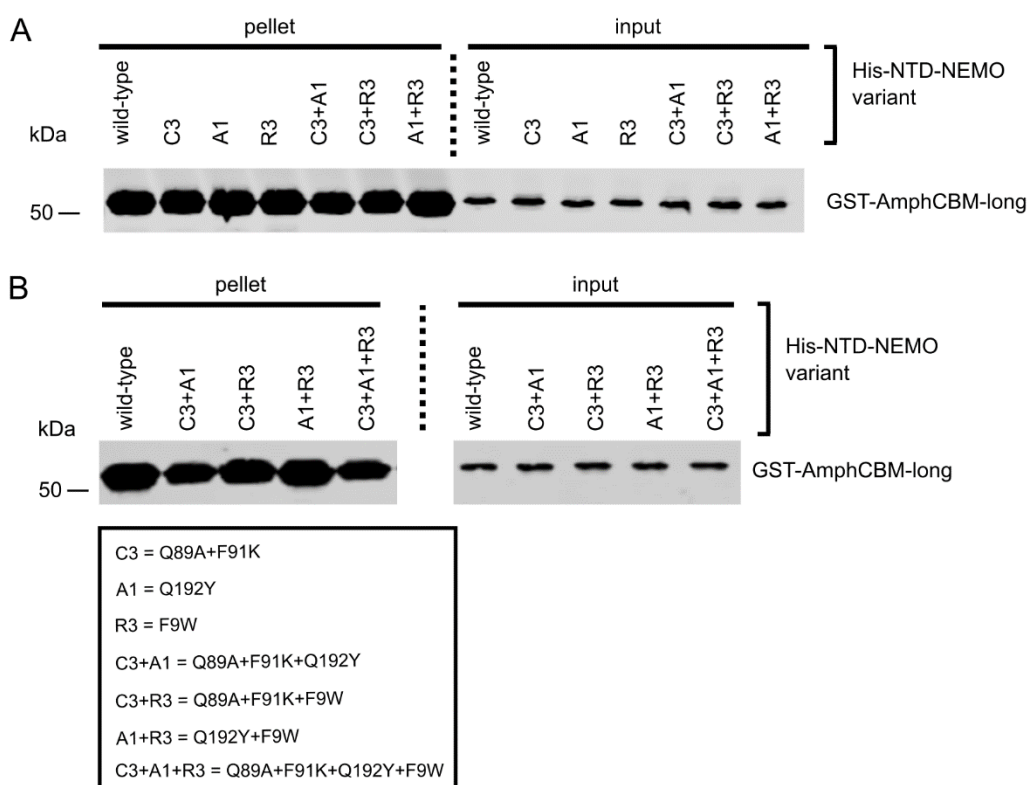 A
pellet
input
wild-type
C3
A1
R3
C3+A1
C3+R3
A1+R3
wild-type
C3
A1
R3
C3+A1
C3+R3
A1+R3
His-NTD-NEMO
variant
kDa
50
GST-AmphCBM-long
B
pellet
input
wild-type
C3+A1
C3+R3
A1+R3
C3+A1+R3
wild-type
C3+A1
C3+R3
A1+R3
C3+A1+R3
His-NTD-NEMO
variant
kDa
50
GST-AmphCBM-long
C3 = Q89A+F91K
A1 = Q192Y
R3 = F9W
C3+A1 = Q89A+F91K+Q192Y
C3+R3 = Q89A+F91K+F9W
A1+R3 = Q192Y+F9W
C3+A1+R3 = Q89A+F91K+Q192Y+F9W